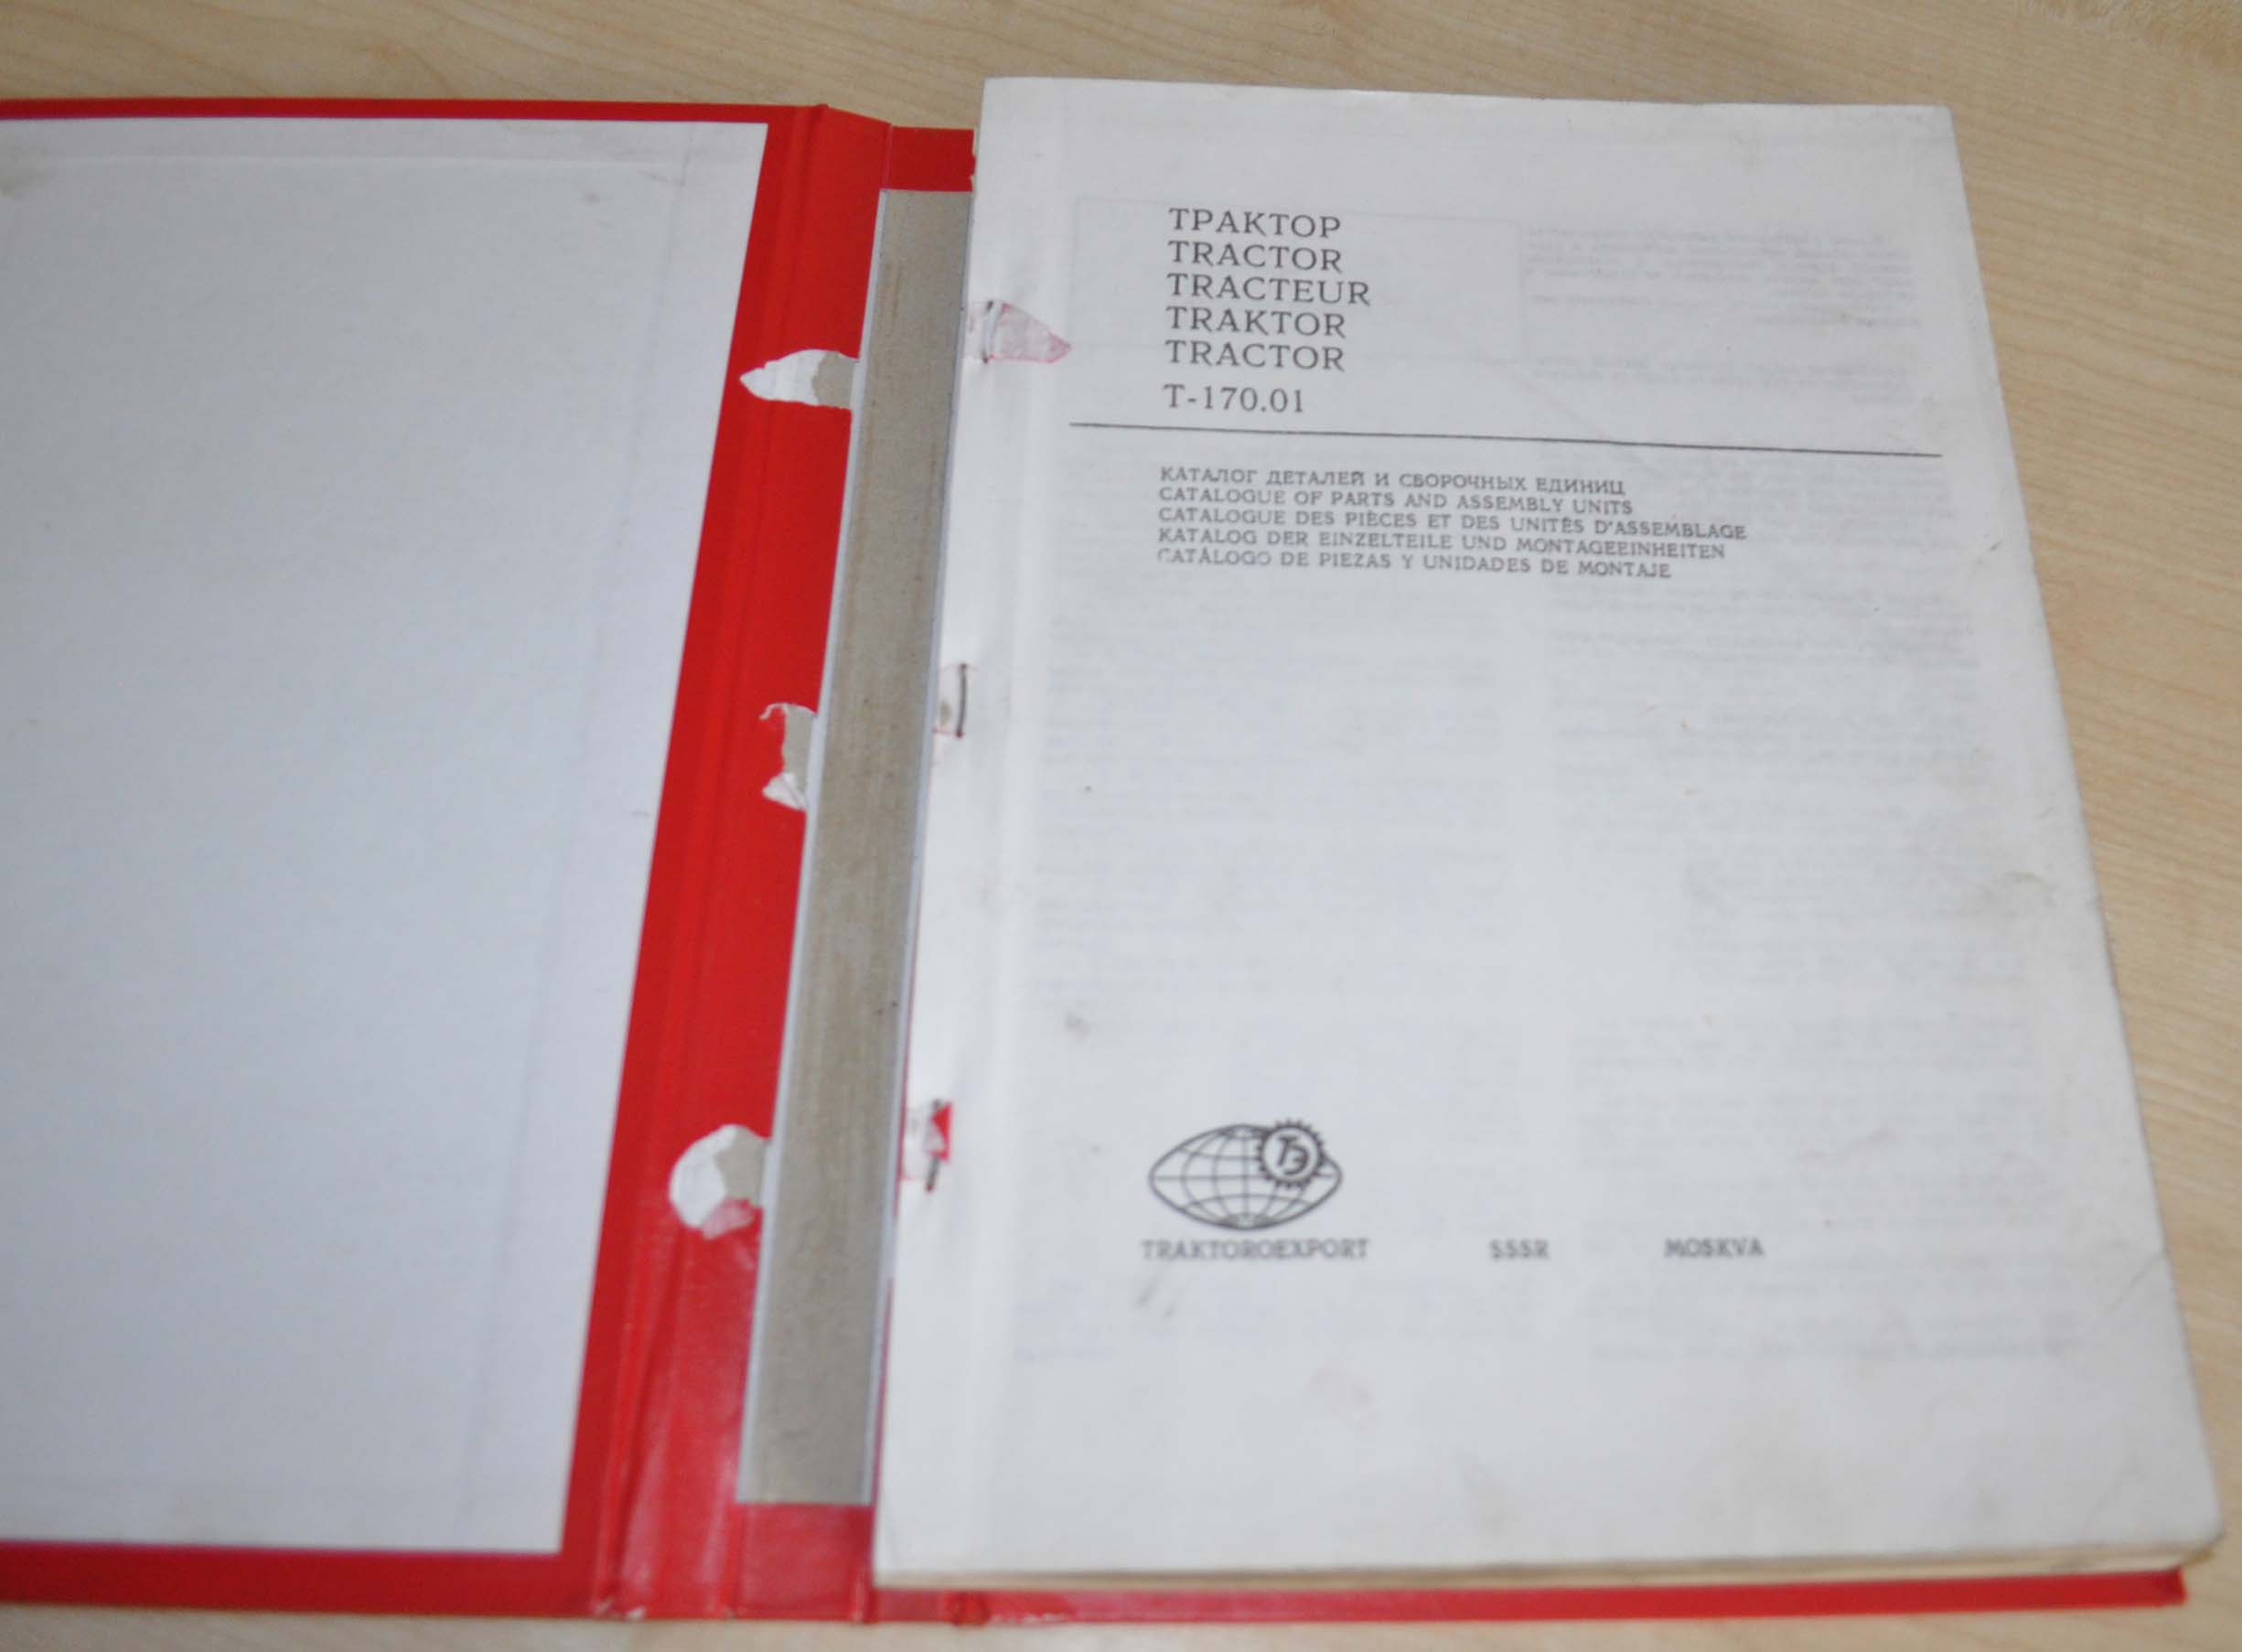 ТРАКТОР
TRACTOR
TRACTEUR
TRAKTOR
TRACTOR
Т-170.01
КАТАЛОГ ДЕТАЛЕЙ И СБОРОЧНЫХ ЕДИНИЦ
CATALOGUE OF PARTS AND ASSEMBLY UNITS
CATALOGUE DES PIÈCES ET DES UNITÉS D'ASSEMBLAGE
KATALOG DER EINZELTEILE UND MONTAGEEINHEITEN
CATÁLOGO DE PIEZAS Y UNIDADES DE MONTAJE
ТЭ
TRAKTOROEXPORT SSSR MOSKVA